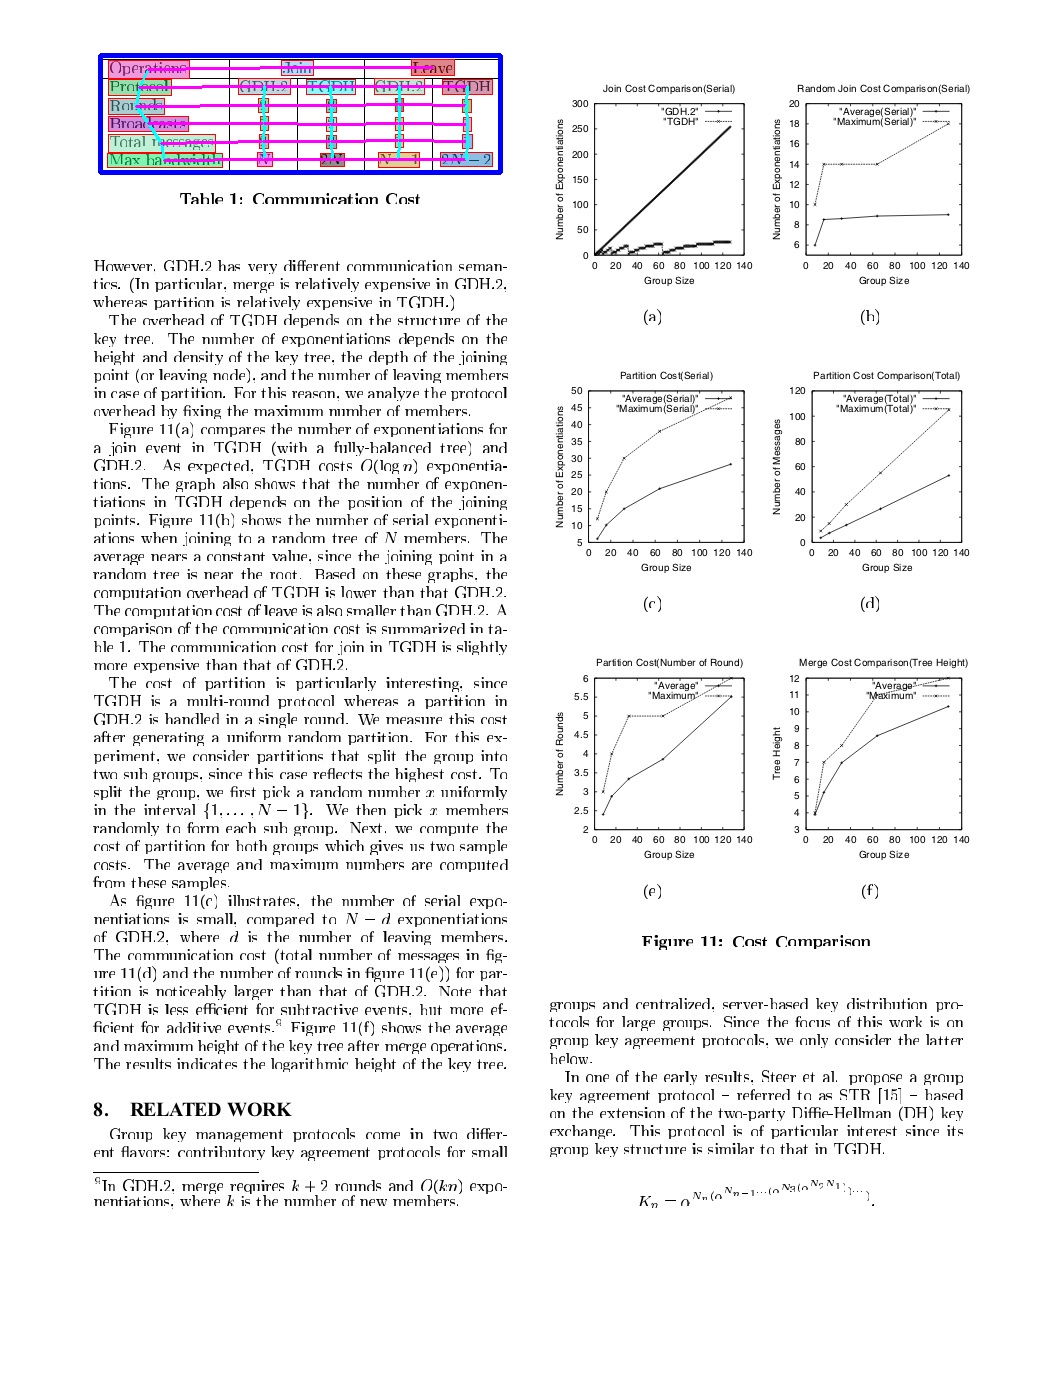 Operations Join Leave
Protocol GDH.2 TGDH GDH.2 TGDH
Rounds
Broadcasts
Total messages
Max bandwidth N 2N N − 1 2N − 2
Table 1: Communication Cost
However, GDH.2 has very different communication seman-
tics. (In particular, merge is relatively expensive in GDH.2,
whereas partition is relatively expensive in TGDH.)
The overhead of TGDH depends on the structure of the
key tree. The number of exponentiations depends on the
height and density of the key tree, the depth of the joining
point (or leaving node), and the number of leaving members
in case of partition. For this reason, we analyze the protocol
overhead by fixing the maximum number of members.
Figure 11(a) compares the number of exponentiations for
a join event in TGDH (with a fully-balanced tree) and
GDH.2. As expected, TGDH costs O(log n) exponentia-
tions. The graph also shows that the number of exponen-
tiations in TGDH depends on the position of the joining
points. Figure 11(b) shows the number of serial exponenti-
ations when joining to a random tree of N members. The
average nears a constant value, since the joining point in a
random tree is near the root. Based on these graphs, the
computation overhead of TGDH is lower than that GDH.2.
The computation cost of leave is also smaller than GDH.2. A
comparison of the communication cost is summarized in ta-
ble 1. The communication cost for join in TGDH is slightly
more expensive than that of GDH.2.
The cost of partition is particularly interesting, since
TGDH is a multi-round protocol whereas a partition in
GDH.2 is handled in a single round. We measure this cost
after generating a uniform random partition. For this ex-
periment, we consider partitions that split the group into
two sub groups, since this case reflects the highest cost. To
split the group, we first pick a random number x uniformly
in the interval {1, . . . , N − 1}. We then pick x members
randomly to form each sub group. Next, we compute the
cost of partition for both groups which gives us two sample
costs. The average and maximum numbers are computed
from these samples.
As figure 11(c) illustrates, the number of serial expo-
nentiations is small, compared to N − d exponentiations
of GDH.2, where d is the number of leaving members.
The communication cost (total number of messages in fig-
ure 11(d) and the number of rounds in figure 11(e)) for par-
tition is noticeably larger than that of GDH.2. Note that
TGDH is less efficient for subtractive events, but more ef-
ficient for additive events.9 Figure 11(f) shows the average
and maximum height of the key tree after merge operations.
The results indicates the logarithmic height of the key tree.
8. RELATED WORK
Group key management protocols come in two differ-
ent flavors: contributory key agreement protocols for small
9In GDH.2, merge requires k + 2 rounds and O(kn) expo-
nentiations, where k is the number of new members.
Join Cost Comparison(Serial)
"GDH.2"
"TGDH"
Number of Exponentiations
300
250
200
150
100
50
0
0 20 40 60 80 100 120 140
Group Size
(a)
Random Join Cost Comparison(Serial)
"Average(Serial)"
"Maximum(Serial)"
Number of Exponentiations
20
18
16
14
12
10
8
6
0 20 40 60 80 100 120 140
Group Size
(b)
Partition Cost(Serial)
"Average(Serial)"
"Maximum(Serial)"
Number of Exponentiations
50
45
40
35
30
25
20
15
10
5
0 20 40 60 80 100 120 140
Group Size
(c)
Partition Cost Comparison(Total)
"Average(Total)"
"Maximum(Total)"
Number of Messages
120
100
80
60
40
20
0
0 20 40 60 80 100 120 140
Group Size
(d)
Partition Cost(Number of Round)
"Average"
"Maximum"
Number of Rounds
6
5.5
5
4.5
4
3.5
3
2.5
2
0 20 40 60 80 100 120 140
Group Size
(e)
Merge Cost Comparison(Tree Height)
"Average"
"Maximum"
Tree Height
12
11
10
9
8
7
6
5
4
3
0 20 40 60 80 100 120 140
Group Size
(f)
Figure 11: Cost Comparison
groups and centralized, server-based key distribution pro-
tocols for large groups. Since the focus of this work is on
group key agreement protocols, we only consider the latter
below.
In one of the early results, Steer et al. propose a group
key agreement protocol – referred to as STR [15] – based
on the extension of the two-party Diffie-Hellman (DH) key
exchange. This protocol is of particular interest since its
group key structure is similar to that in TGDH.
K_n = α^{N_n(α^{N_{n−1}···(α^{N_3(α^{N_2 N_1})})···})}.